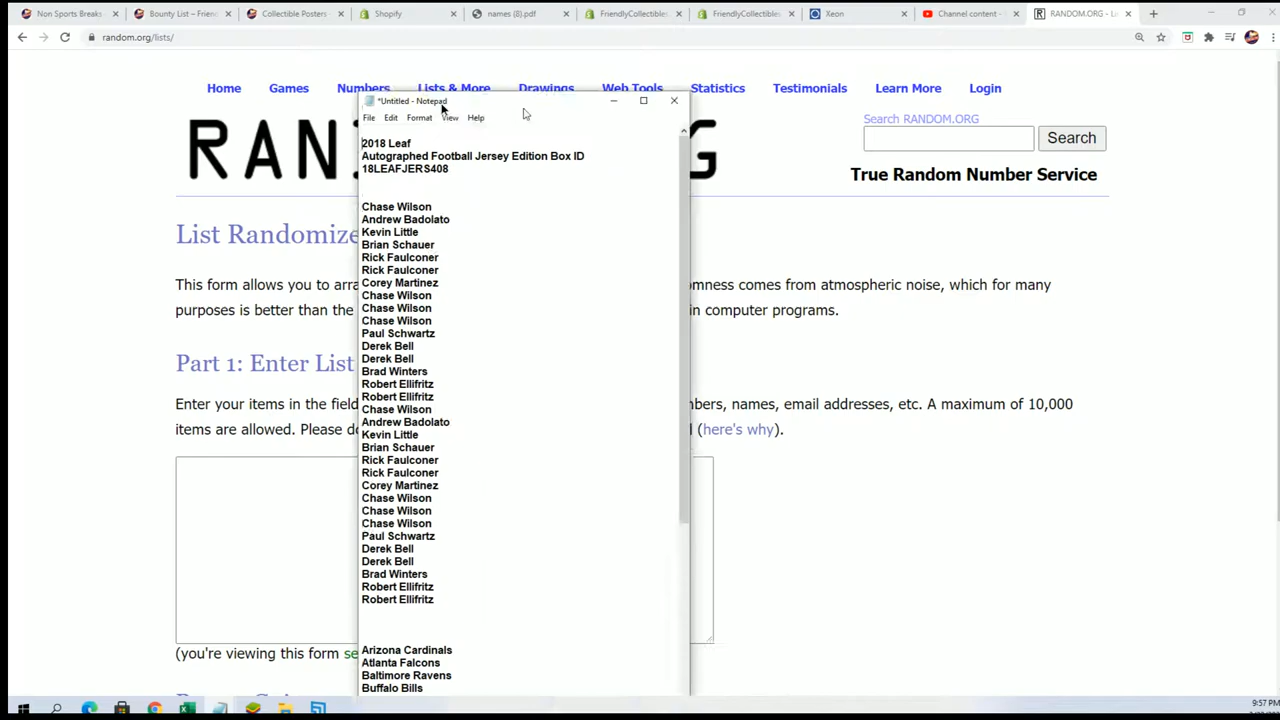 Non Sports Breaks
Bounty List – Frien
Collectible Posters -
Shopify
names (8).pdf
FriendlyCollectibles
FriendlyCollectibles
Xeon
Channel content -
RANDOM.ORG - Li
random.org/lists/
Home
Games
Numbers
Lists & More
Drawings
Web Tools
Statistics
Testimonials
Learn More
Login
Search RANDOM.ORG
Search
True Random Number Service
RAN
G
List Randomize
This form allows you to arra
mness comes from atmospheric noise, which for many
purposes is better than the
in computer programs.
Part 1: Enter List
Enter your items in the field
mbers, names, email addresses, etc. A maximum of 10,000
items are allowed. Please do
(here's why).
(you're viewing this form se
*Untitled - Notepad
File Edit Format View Help
2018 Leaf
Autographed Football Jersey Edition Box ID
18LEAFJERS408
Chase Wilson
Andrew Badolato
Kevin Little
Brian Schauer
Rick Faulconer
Rick Faulconer
Corey Martinez
Chase Wilson
Chase Wilson
Chase Wilson
Paul Schwartz
Derek Bell
Derek Bell
Brad Winters
Robert Ellifritz
Robert Ellifritz
Chase Wilson
Andrew Badolato
Kevin Little
Brian Schauer
Rick Faulconer
Rick Faulconer
Corey Martinez
Chase Wilson
Chase Wilson
Chase Wilson
Paul Schwartz
Derek Bell
Derek Bell
Brad Winters
Robert Ellifritz
Robert Ellifritz
Arizona Cardinals
Atlanta Falcons
Baltimore Ravens
Buffalo Bills
9:57 PM